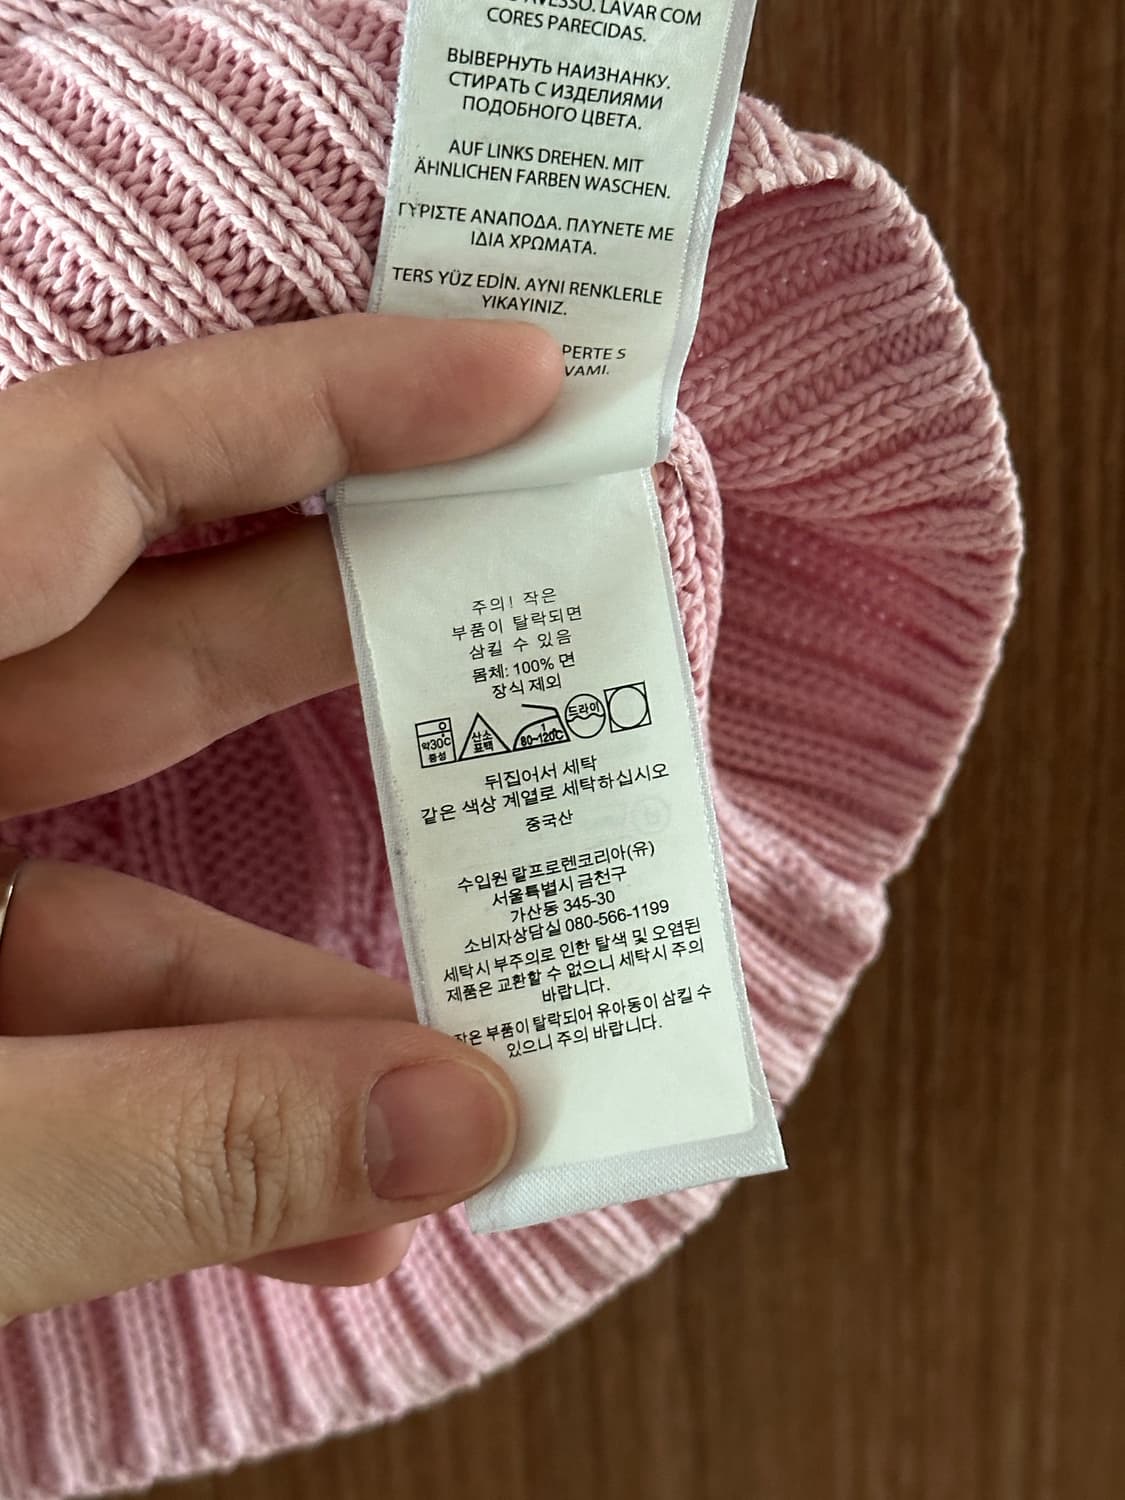 AVESSO. LAVAR COM
CORES PARECIDAS.
ВЫВЕРНУТЬ НАИЗНАНКУ.
СТИРАТЬ С ИЗДЕЛИЯМИ
ПОДОБНОГО ЦВЕТА.
AUF LINKS DREHEN. MIT
ÄHNLICHEN FARBEN WASCHEN.
ΓΥΡΙΣΤΕ ΑΝΑΠΟΔΑ. ΠΛΥΝΕΤΕ ΜΕ
ΙΔΙΑ ΧΡΩΜΑΤΑ.
TERS YÜZ EDİN. AYNI RENKLERLE
YIKAYINIZ.
PERTE S
VAMI.
주의! 작은
부품이 탈락되면
삼킬 수 있음
몸체: 100% 면
장식 제외
약30℃
중성
산소
표백
1
80~120℃
드라이
뒤집어서 세탁
같은 색상 계열로 세탁하십시오
중국산
수입원 랄프로렌코리아(유)
서울특별시 금천구
가산동 345-30
소비자상담실 080-566-1199
세탁시 부주의로 인한 탈색 및 오염된
제품은 교환할 수 없으니 세탁시 주의
바랍니다.
작은 부품이 탈락되어 유아동이 삼킬 수
있으니 주의 바랍니다.